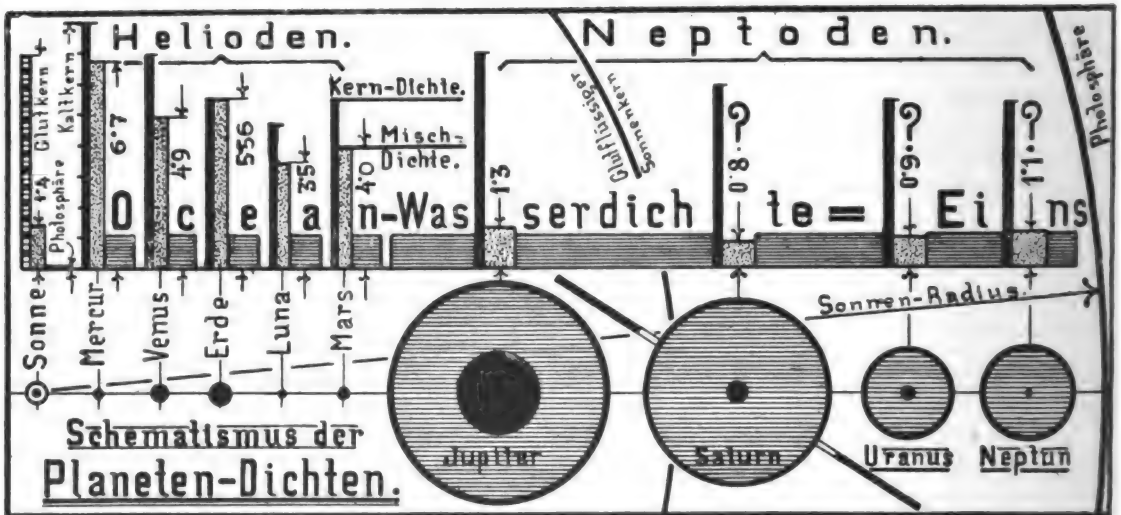 Helioden.
Neptoden.
Photosphäre
Glutflüssiger
Sonnenkern
Glutkern
Kaltkern
Photosphäre
1·4
6·7
4·9
5·56
3·5
4·0
Kern-Dichte.
Misch-
Dichte.
1·3
0·8·?
0·9·?
1·1·?
Ocean-Wasserdichte=Eins
Sonne
Mercur
Venus
Erde
Luna
Mars
Sonnen-Radius.
Jupiter
Saturn
Uranus
Neptun
Schematismus der
Planeten-Dichten.